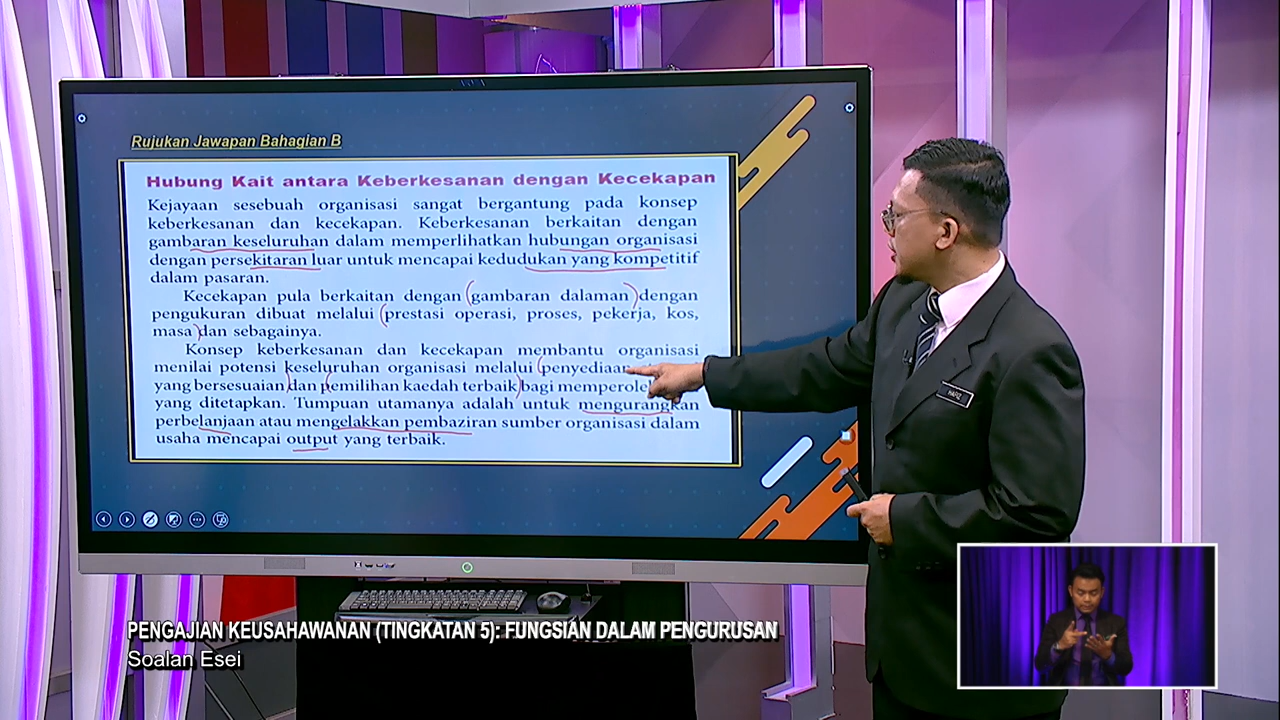 Rujukan Jawapan Bahagian B
Hubung Kait antara Keberkesanan dengan Kecekapan
Kejayaan sesebuah organisasi sangat bergantung pada konsep
keberkesanan dan kecekapan. Keberkesanan berkaitan dengan
gambaran keseluruhan dalam memperlihatkan hubungan organisasi
dengan persekitaran luar untuk mencapai kedudukan yang kompetitif
dalam pasaran.
Kecekapan pula berkaitan dengan gambaran dalaman dengan
pengukuran dibuat melalui prestasi operasi, proses, pekerja, kos,
masa dan sebagainya.
Konsep keberkesanan dan kecekapan membantu organisasi
menilai potensi keseluruhan organisasi melalui penyediaan
yang bersesuaian dan pemilihan kaedah terbaik bagi
yang ditetapkan. Tumpuan utamanya adalah untuk mengurangkan
perbelanjaan atau mengelakkan pembaziran sumber organisasi dalam
usaha mencapai output yang terbaik.
HAFIZ
PENGAJIAN KEUSAHAWANAN (TINGKATAN 5): FUNGSIAN DALAM PENGURUSAN
Soalan Esei